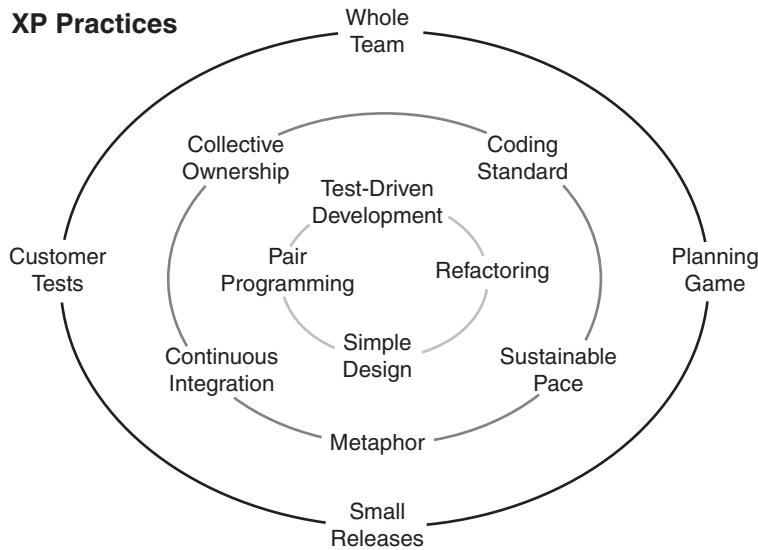 XP Practices
Whole
Team
Collective
Ownership
Coding
Standard
Test-Driven
Development
Customer
Tests
Pair
Programming
Refactoring
Planning
Game
Simple
Design
Continuous
Integration
Sustainable
Pace
Metaphor
Small
Releases